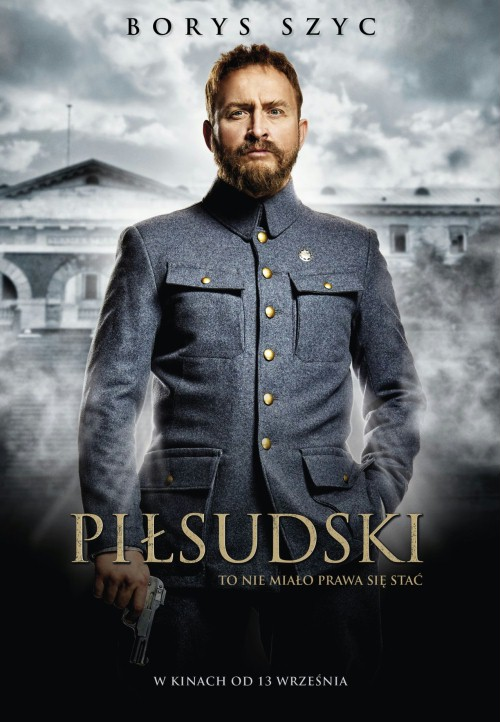 BORYS SZYC
PIŁSUDSKI
TO NIE MIAŁO PRAWA SIĘ STAĆ
W KINACH OD 13 WRZEŚNIA